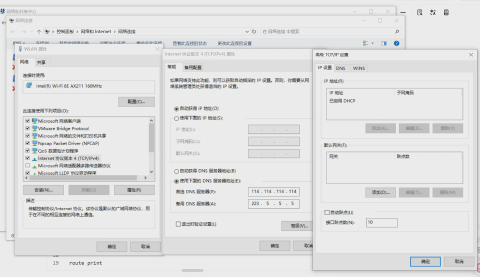 网络连接
控制面板 > 网络和 Internet > 网络连接
WLAN 属性
网络 共享
连接时使用:
Intel(R) Wi-Fi 6E AX211 160MHz
配置(C)...
此连接使用下列项目(O):
Microsoft 网络客户端
VMware Bridge Protocol
Microsoft 网络的文件和打印机共享
Npcap Packet Driver (NPCAP)
QoS 数据包计划程序
Internet 协议版本 4 (TCP/IPv4)
Microsoft 网络适配器多路传送器协议
Microsoft LLDP 协议驱动程序
安装(N)... 卸载(U) 属性(R)
描述
传输控制协议/Internet 协议。该协议是默认的广域网络协议，用于在不同的相互连接的网络上通信。
确定 取消
Internet 协议版本 4 (TCP/IPv4) 属性
常规 备用配置
如果网络支持此功能，则可以获取自动指派的 IP 设置。否则，你需要从网络系统管理员处获得适当的 IP 设置。
自动获得 IP 地址(O)
使用下面的 IP 地址(S):
IP 地址(I):
子网掩码(U):
默认网关(D):
自动获得 DNS 服务器地址(B)
使用下面的 DNS 服务器地址(E):
首选 DNS 服务器(P): 114 . 114 . 114 . 114
备用 DNS 服务器(A): 223 . 5 . 5 . 5
退出时验证设置(L)
高级(V)...
确定 取消
高级 TCP/IP 设置
IP 设置 DNS WINS
IP 地址(R)
IP 地址 子网掩码
已启用 DHCP
默认网关(F):
网关 跃点数
自动跃点(U)
接口跃点数(N): 10
确定 取消
19 route print